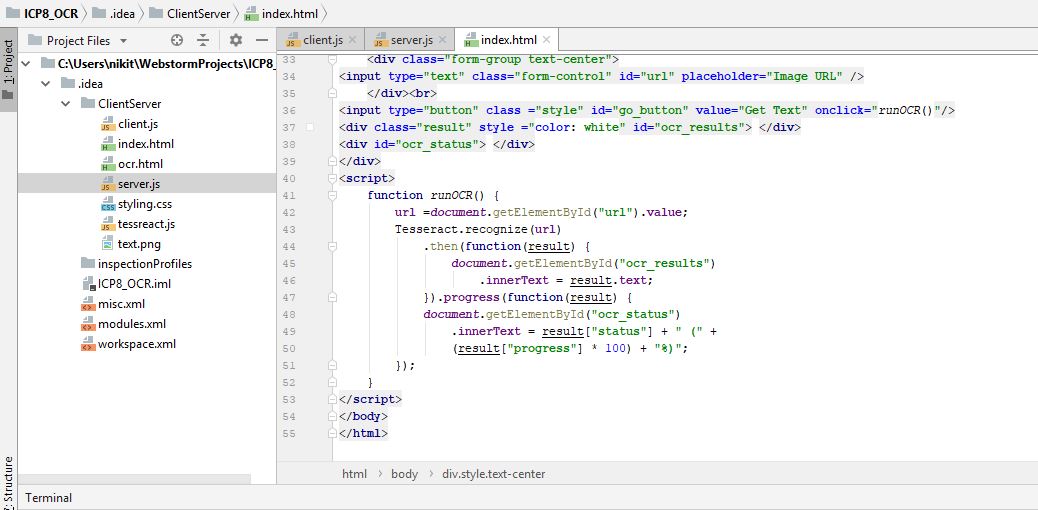 ICP8_OCR .idea ClientServer index.html
1: Project
Project Files
client.js server.js index.html
C:\Users\nikit\WebstormProjects\ICP8_
.idea
ClientServer
client.js
index.html
ocr.html
server.js
styling.css
tessreact.js
text.png
inspectionProfiles
ICP8_OCR.iml
misc.xml
modules.xml
workspace.xml
33 <div class="form-group text-center">
34 <input type="text" class="form-control" id="url" placeholder="Image URL" />
35 </div><br>
36 <input type="button" class ="style" id="go_button" value="Get Text" onclick="runOCR()"/>
37 <div class="result" style ="color: white" id="ocr_results"> </div>
38 <div id="ocr_status"> </div>
39 </div>
40 <script>
41 function runOCR() {
42 url =document.getElementById("url").value;
43 Tesseract.recognize(url)
44 .then(function(result) {
45 document.getElementById("ocr_results")
46 .innerText = result.text;
47 }).progress(function(result) {
48 document.getElementById("ocr_status")
49 .innerText = result["status"] + " (" +
50 (result["progress"] * 100) + "%)";
51 });
52 }
53 </script>
54 </body>
55 </html>
html body div.style.text-center
7: Structure
Terminal